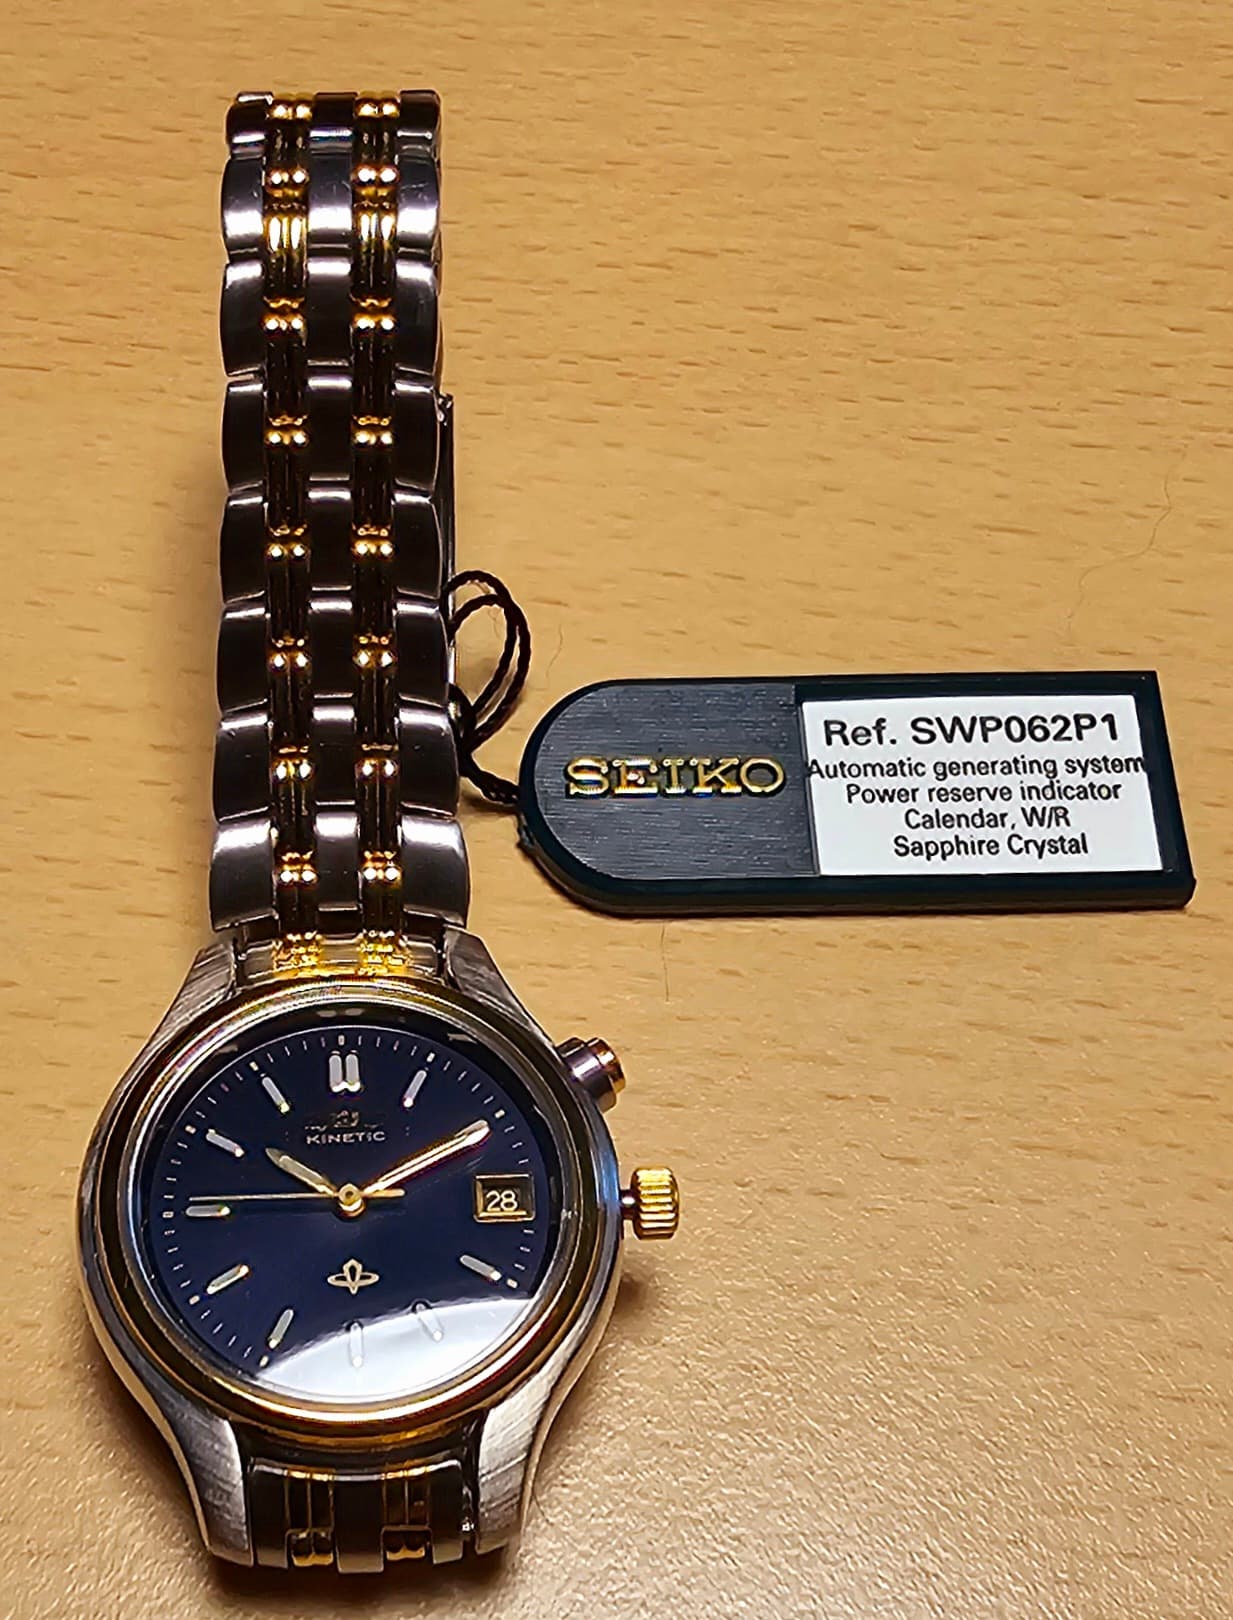 SEIKO
Ref. SWP062P1
Automatic generating system
Power reserve indicator
Calendar, W/R
Sapphire Crystal
KINETIC
28